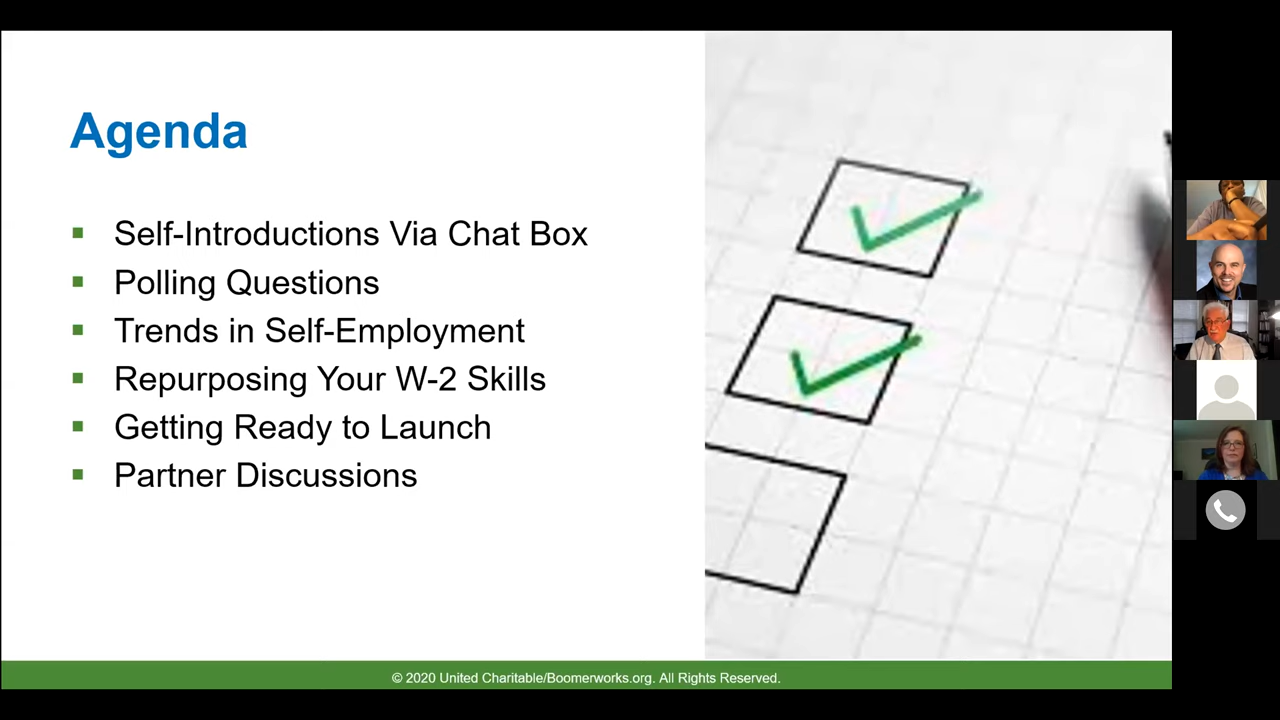 Agenda
Self-Introductions Via Chat Box
Polling Questions
Trends in Self-Employment
Repurposing Your W-2 Skills
Getting Ready to Launch
Partner Discussions
© 2020 United Charitable/Boomerworks.org. All Rights Reserved.